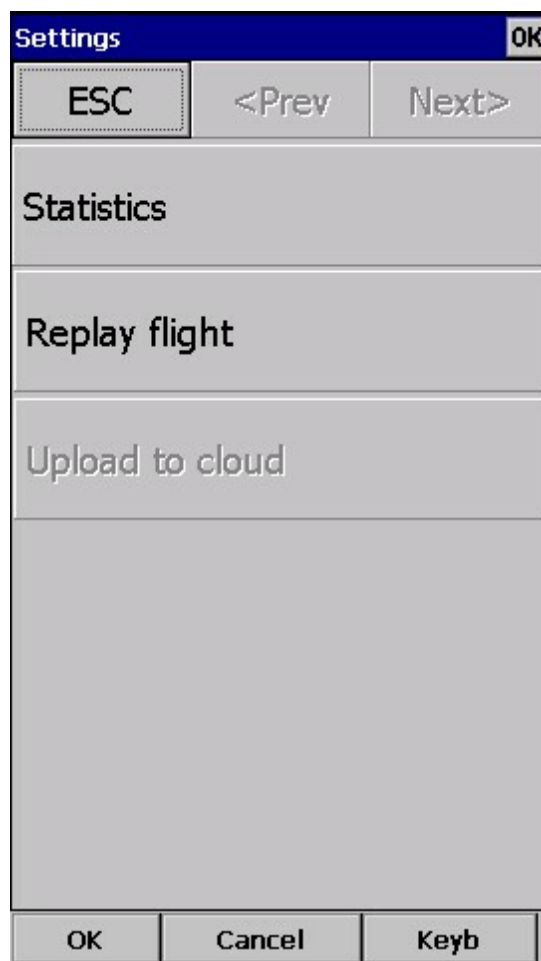 Settings OK
ESC <Prev Next>
Statistics
Replay flight
Upload to cloud
OK Cancel Keyb